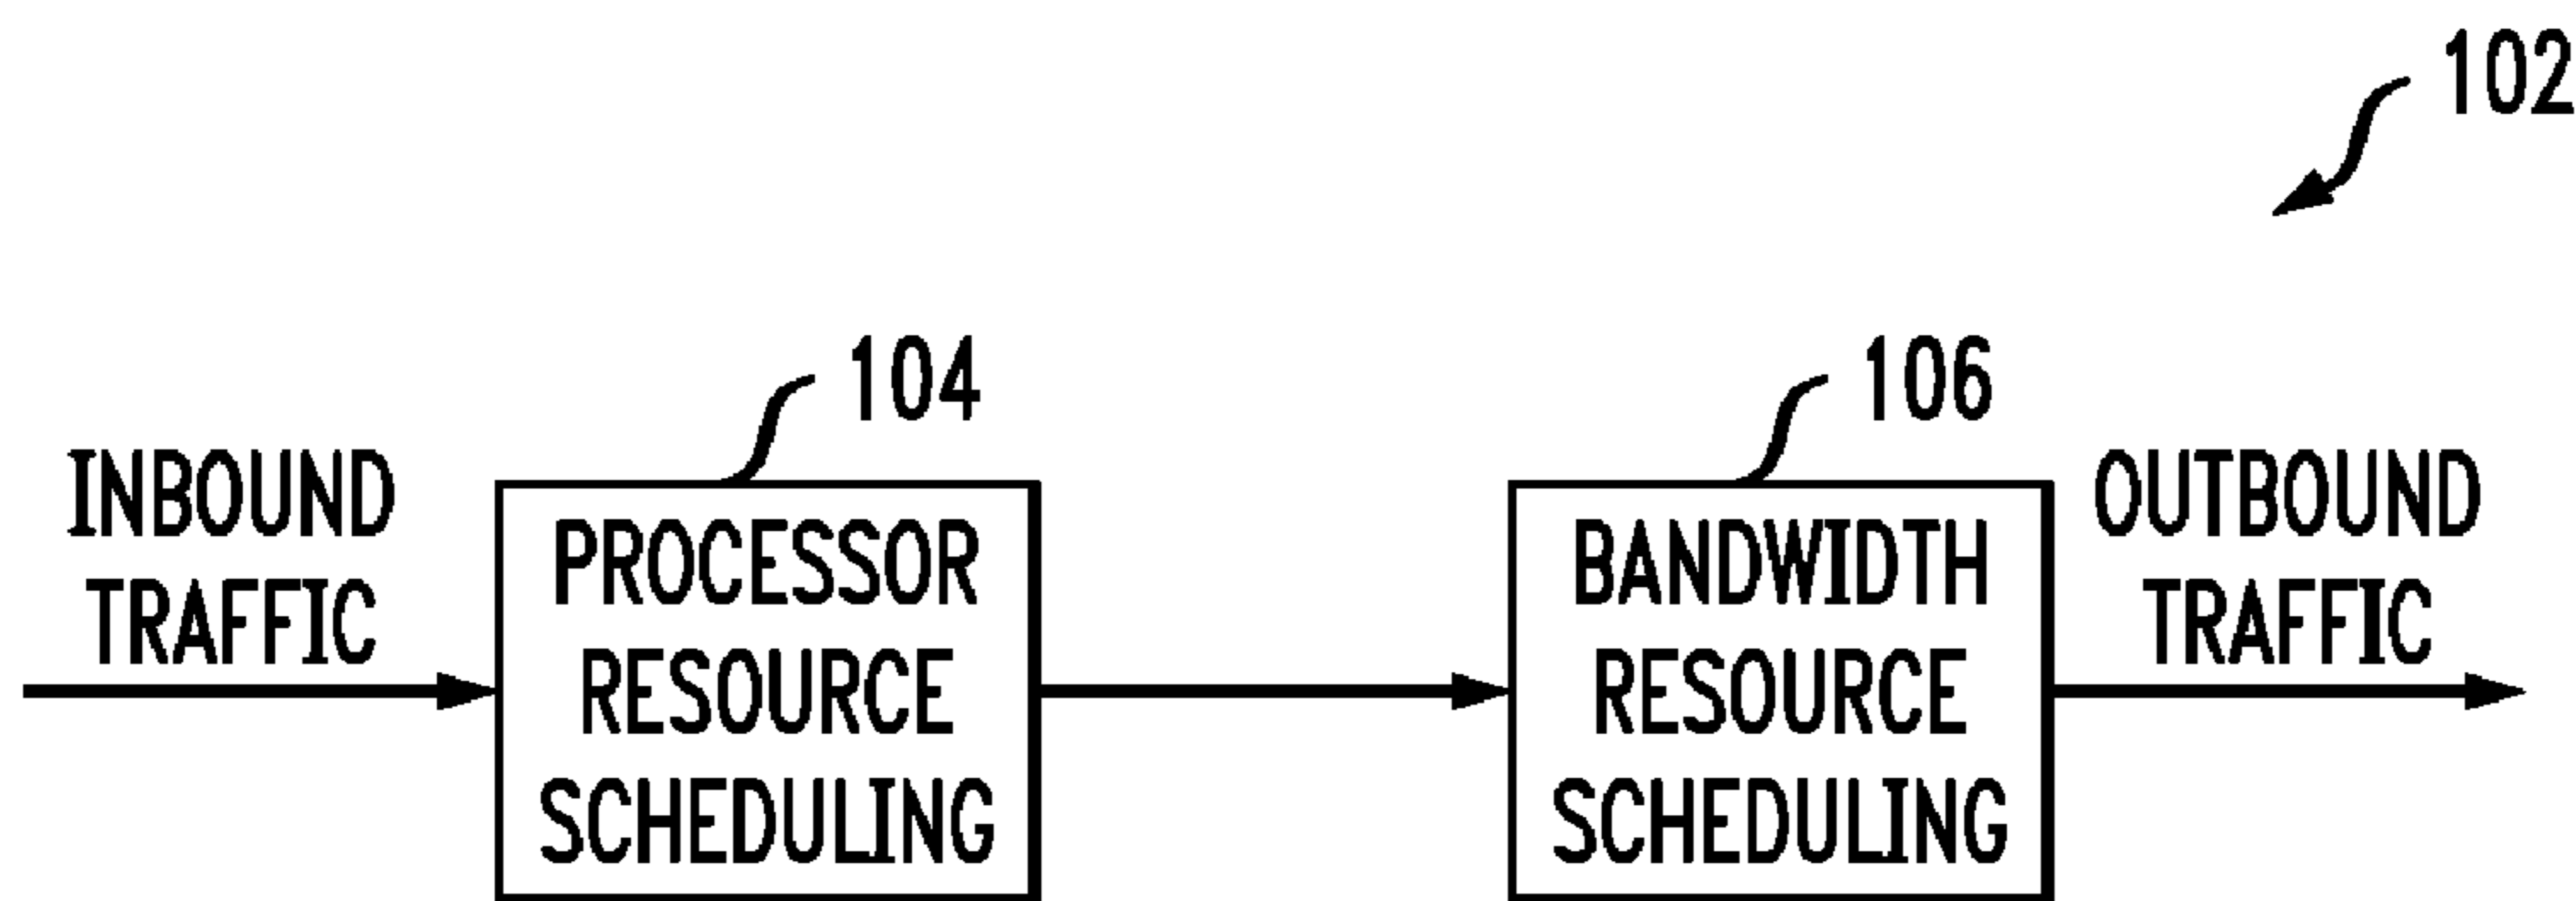 102
104
106
INBOUND
TRAFFIC
PROCESSOR
RESOURCE
SCHEDULING
BANDWIDTH
RESOURCE
SCHEDULING
OUTBOUND
TRAFFIC